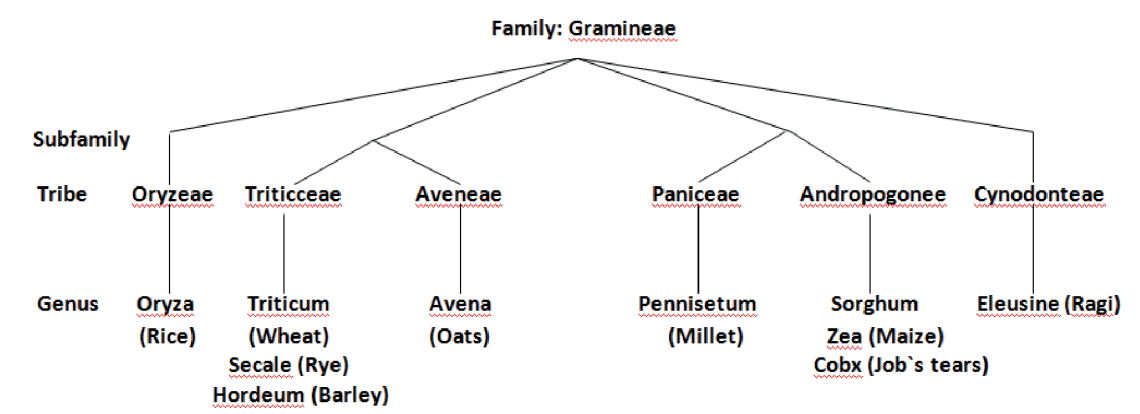 Family: Gramineae
Subfamily
Tribe Oryzeae Triticceae Aveneae Paniceae Andropogonee Cynodonteae
Genus Oryza Triticum Avena Pennisetum Sorghum Eleusine (Ragi)
(Rice) (Wheat) (Oats) (Millet) Zea (Maize)
Secale (Rye) Cobx (Job`s tears)
Hordeum (Barley)